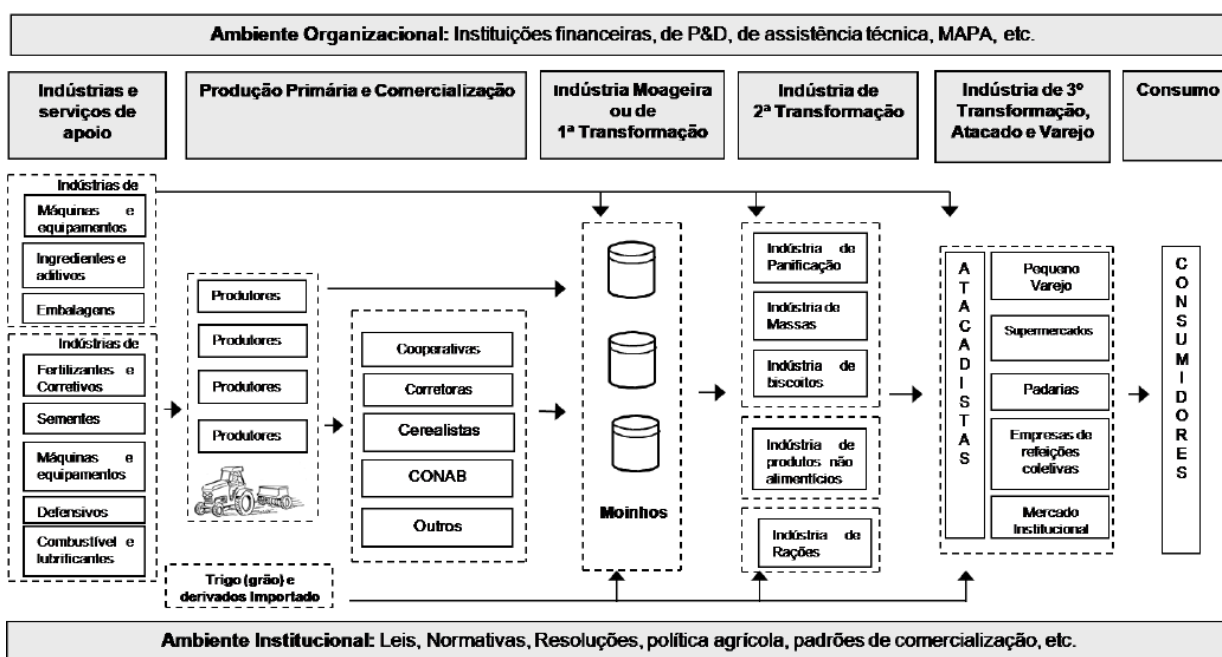 Ambiente Organizacional: Instituições financeiras, de P&D, de assistência técnica, MAPA, etc.
Indústrias e
serviços de
apoio
Produção Primária e Comercialização
Indústria Moageira
ou de
1ª Transformação
Indústria de
2ª Transformação
Indústria de 3º
Transformação,
Atacado e Varejo
Consumo
Indústrias de
Máquinas e
equipamentos
Ingredientes e
aditivos
Embalagens
Indústrias de
Fertilizantes e
Corretivos
Sementes
Máquinas e
equipamentos
Defensivos
Combustível e
lubrificantes
Produtores
Produtores
Produtores
Produtores
Trigo (grão) e
derivados Importado
Cooperativas
Corretoras
Cerealistas
CONAB
Outros
Moinhos
Indústria de
Panificação
Indústria de
Massas
Indústria de
biscoitos
Indústria de
produtos não
alimentícios
Indústria de
Rações
ATACADISTAS
Pequeno
Varejo
Supermercados
Padarias
Empresas de
refeições
coletivas
Mercado
Institucional
CONSUMIDORES
Ambiente Institucional: Leis, Normativas, Resoluções, política agrícola, padrões de comercialização, etc.